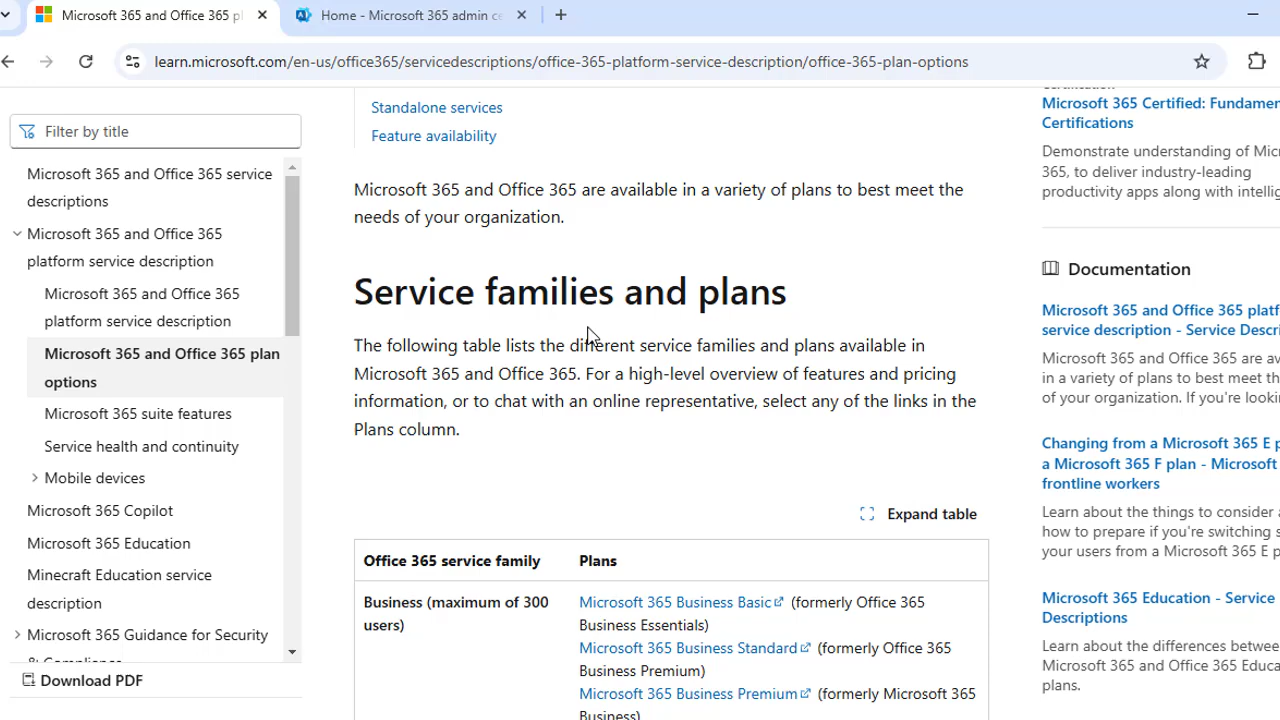 Microsoft 365 and Office 365 pl
Home - Microsoft 365 admin ce
learn.microsoft.com/en-us/office365/servicedescriptions/office-365-platform-service-description/office-365-plan-options
Filter by title
Microsoft 365 and Office 365 service
descriptions
Microsoft 365 and Office 365
platform service description
Microsoft 365 and Office 365
platform service description
Microsoft 365 and Office 365 plan
options
Microsoft 365 suite features
Service health and continuity
Mobile devices
Microsoft 365 Copilot
Microsoft 365 Education
Minecraft Education service
description
Microsoft 365 Guidance for Security
& Compliance
Download PDF
Standalone services
Feature availability
Microsoft 365 and Office 365 are available in a variety of plans to best meet the
needs of your organization.
Service families and plans
The following table lists the different service families and plans available in
Microsoft 365 and Office 365. For a high-level overview of features and pricing
information, or to chat with an online representative, select any of the links in the
Plans column.
Expand table
Office 365 service family Plans
Business (maximum of 300
users)
Microsoft 365 Business Basic (formerly Office 365
Business Essentials)
Microsoft 365 Business Standard (formerly Office 365
Business Premium)
Microsoft 365 Business Premium (formerly Microsoft 365
Business)
Certification
Microsoft 365 Certified: Fundamen
Certifications
Demonstrate understanding of Mic
365, to deliver industry-leading
productivity apps along with intellig
Documentation
Microsoft 365 and Office 365 platf
service description - Service Descri
Microsoft 365 and Office 365 are av
in a variety of plans to best meet th
of your organization. If you're lookin
Changing from a Microsoft 365 E p
a Microsoft 365 F plan - Microsoft
frontline workers
Learn about the things to consider a
how to prepare if you're switching s
your users from a Microsoft 365 E p
Microsoft 365 Education - Service
Descriptions
Learn about the differences betwee
Microsoft 365 and Office 365 Educa
plans.